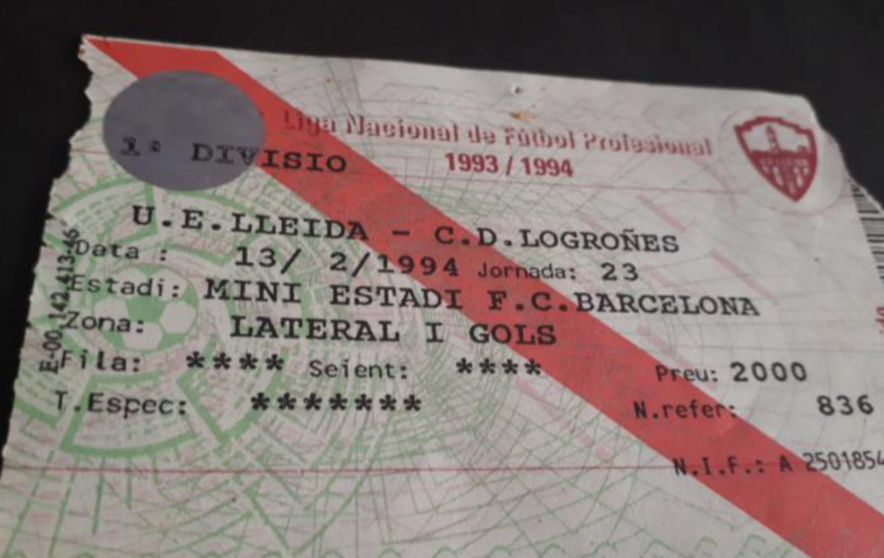 Liga Nacional de Fútbol Profesional
1993 / 1994
1ª DIVISIO
U.E.LLEIDA - C.D.LOGROÑES
Data : 13/ 2/1994 Jornada: 23
Estadi: MINI ESTADI F.C.BARCELONA
Zona: LATERAL I GOLS
Fila: **** Seient: **** Preu: 2000
T.Espec: ******* N.refer: 836
N.I.F.: A 2501854
E-00 142.413-46